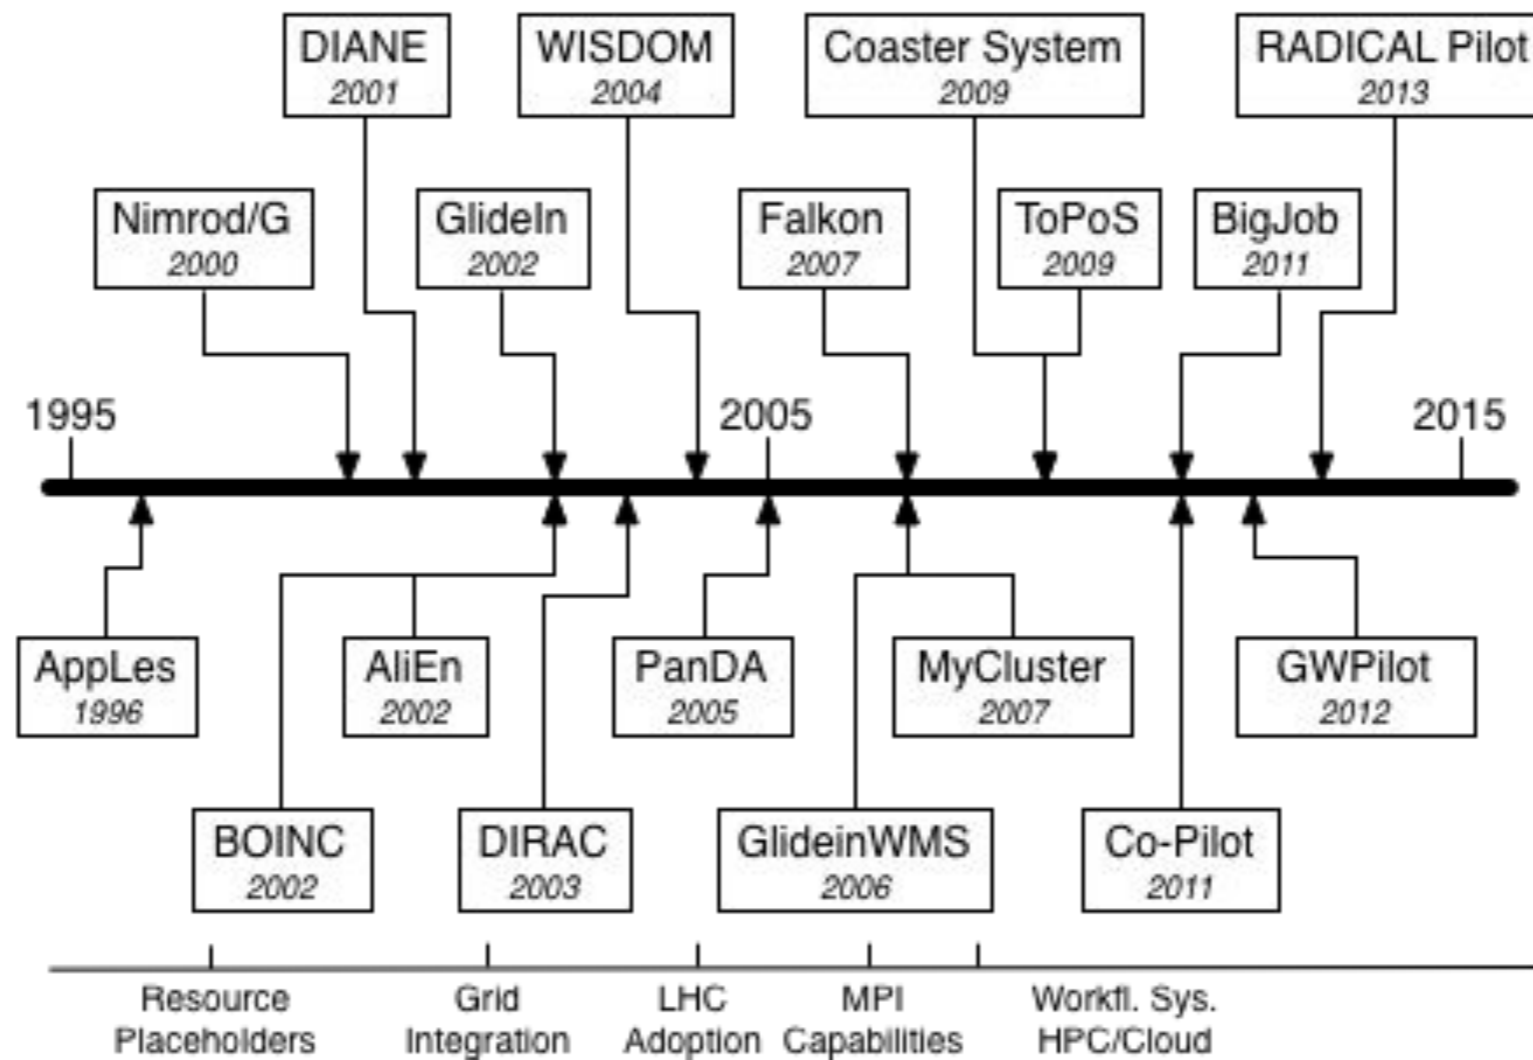 DIANE
2001
WISDOM
2004
Coaster System
2009
RADICAL Pilot
2013
Nimrod/G
2000
GlideIn
2002
Falkon
2007
ToPoS
2009
BigJob
2011
1995
2005
2015
AppLes
1996
AliEn
2002
PanDA
2005
MyCluster
2007
GWPilot
2012
BOINC
2002
DIRAC
2003
GlideinWMS
2006
Co-Pilot
2011
Resource
Placeholders
Grid
Integration
LHC
Adoption
MPI
Capabilities
Workfl. Sys.
HPC/Cloud